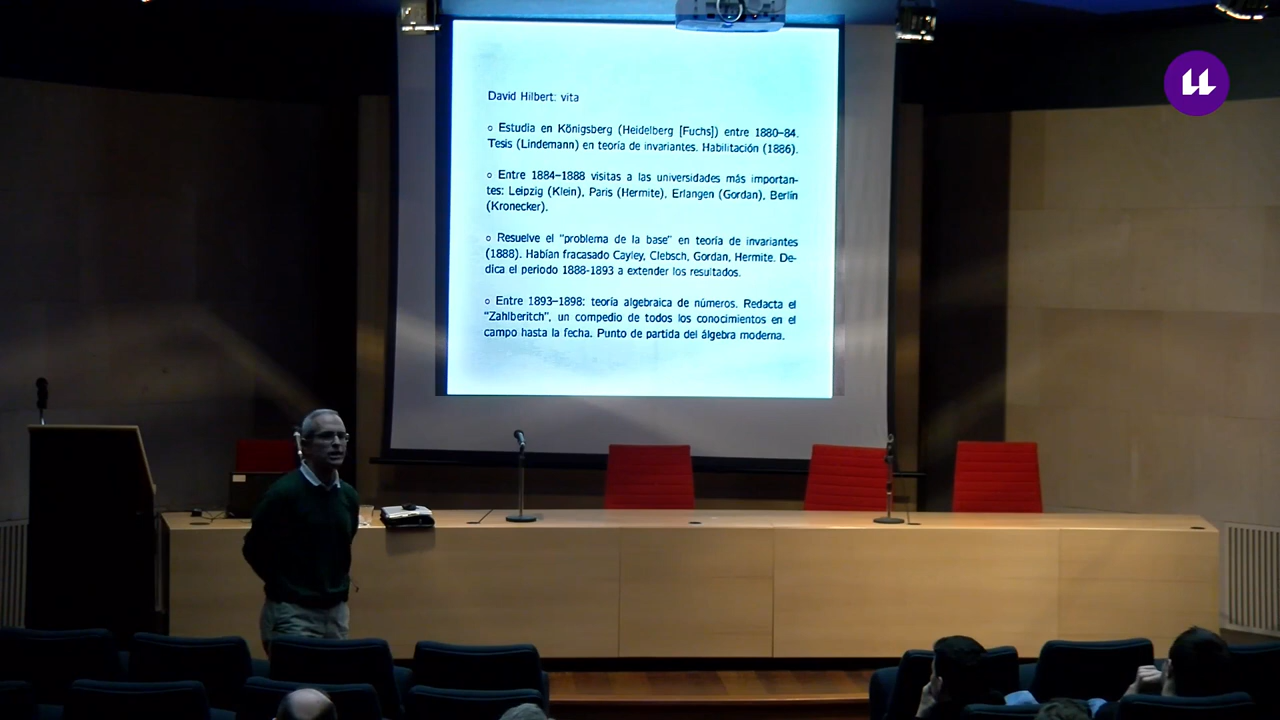 David Hilbert: vita
○ Estudia en Königsberg (Heidelberg [Fuchs]) entre 1880–84.
Tesis (Lindemann) en teoría de invariantes. Habilitación (1886).
○ Entre 1884–1888 visitas a las universidades más importan-
tes: Leipzig (Klein), Paris (Hermite), Erlangen (Gordan), Berlín
(Kronecker).
○ Resuelve el "problema de la base" en teoría de invariantes
(1888). Habían fracasado Cayley, Clebsch, Gordan, Hermite. De-
dica el periodo 1888-1893 a extender los resultados.
○ Entre 1893–1898: teoría algebraica de números. Redacta el
"Zahlberitch", un compedio de todos los conocimientos en el
campo hasta la fecha. Punto de partida del álgebra moderna.